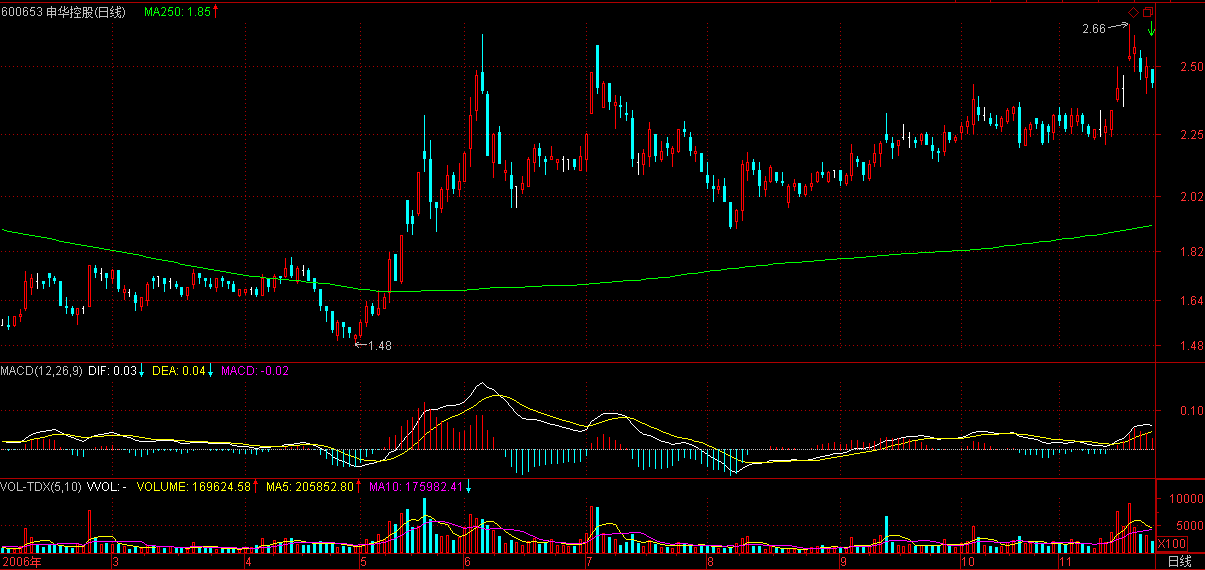 600653 申华控股(日线) MA250: 1.85↑
2.66
2.50
2.25
2.02
1.82
1.64
1.48
1.48
MACD(12,26,9) DIF: 0.03↓ DEA: 0.04↓ MACD: -0.02
0.10
VOL-TDX(5,10) VVOL: - VOLUME: 169624.58↑ MA5: 205852.80↑ MA10: 175982.41↓
10000
5000
X100
2006年 3 4 5 6 7 8 9 10 11 日线